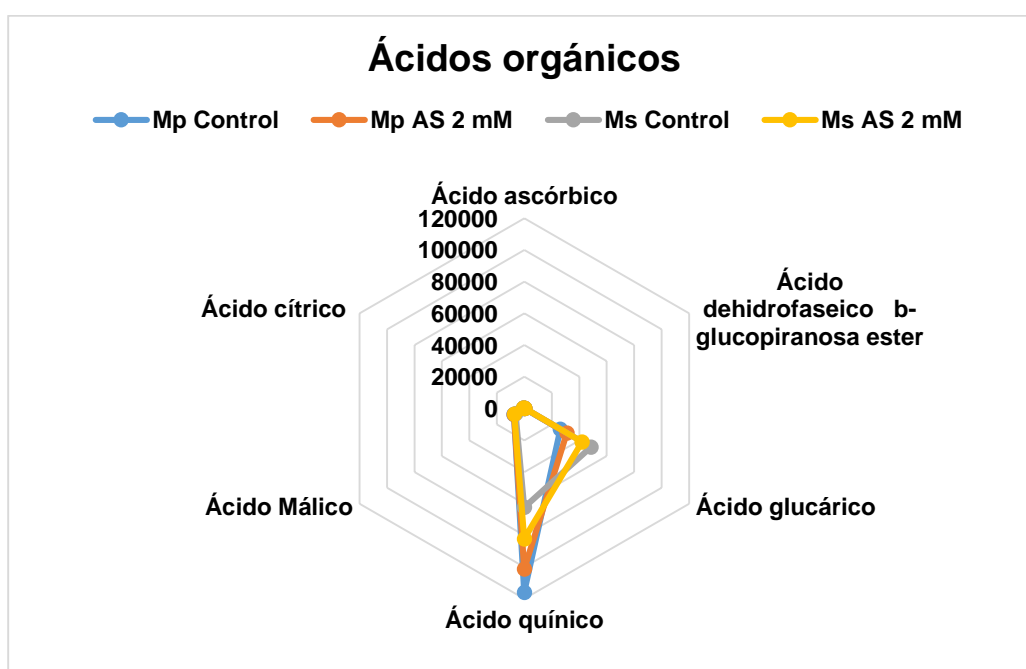 Ácidos orgánicos
Mp Control Mp AS 2 mM Ms Control Ms AS 2 mM
Ácido ascórbico
120000
100000
80000
60000
40000
20000
0
Ácido
dehidrofaseico b-
glucopiranosa ester
Ácido glucárico
Ácido quínico
Ácido Málico
Ácido cítrico